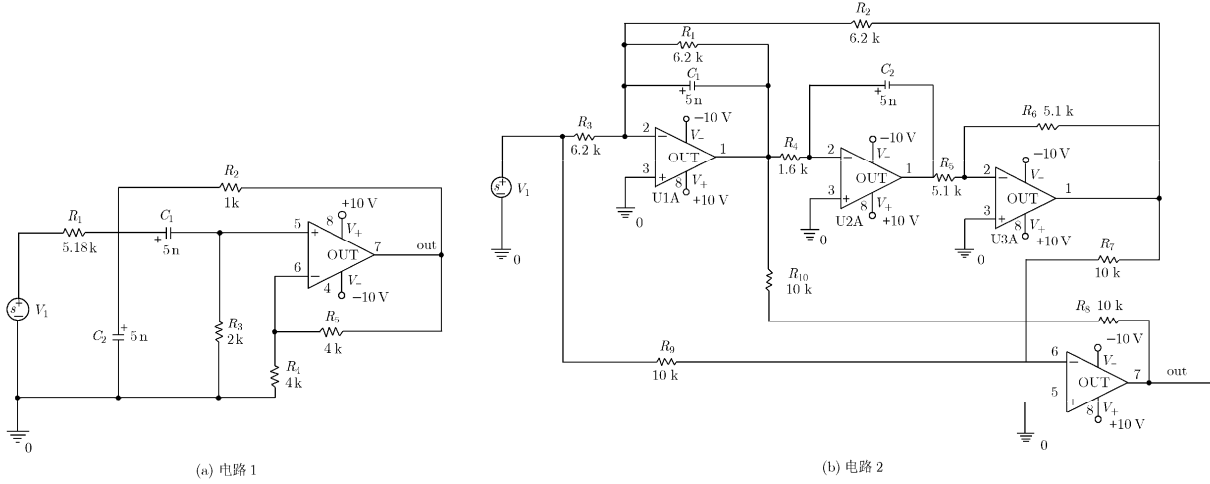 R2
1k
R1
5.18k
C1
+
5n
5
8
+10 V
V+
+
OUT
7
out
6
−
4
V−
−10 V
s
+
−
V1
C2
+
5n
R3
2k
R5
4k
R4
4k
0
(a) 电路 1
R2
6.2 k
R1
6.2 k
C1
+
5n
R3
6.2 k
2
−
−10 V
V−
OUT
1
3
+
8
V+
+10 V
U1A
0
s
+
−
V1
0
R4
1.6 k
C2
+
5n
2
−
−10 V
V−
OUT
1
3
+
8
V+
+10 V
U2A
0
R5
5.1 k
R6 5.1 k
2
−
−10 V
V−
OUT
1
3
+
8
V+
+10 V
U3A
0
R7
10 k
R10
10 k
R8 10 k
R9
10 k
6
−
−10 V
V−
OUT
7
out
5
+
8
V+
+10 V
0
(b) 电路 2